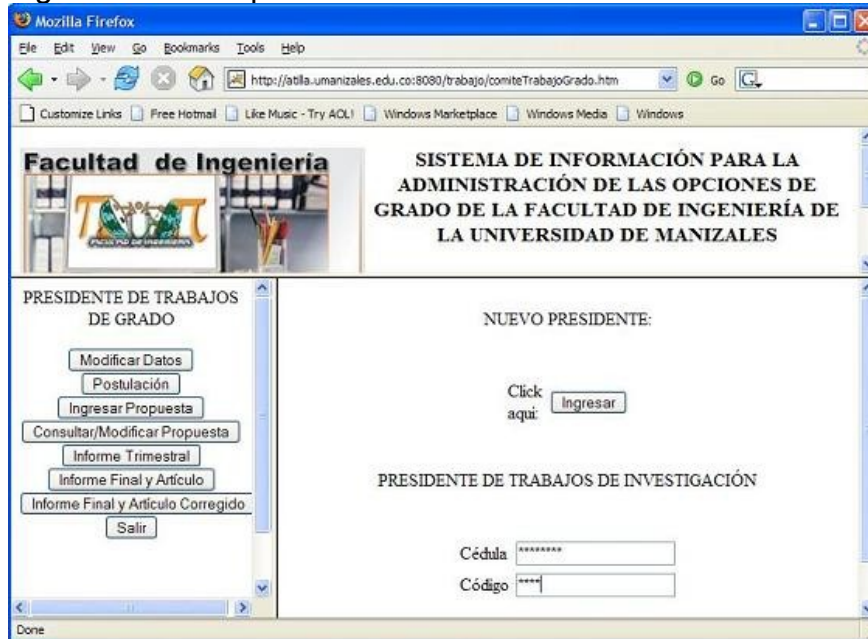 Mozilla Firefox
File Edit View Go Bookmarks Tools Help
http://atilla.umanizales.edu.co:8080/trabajo/comiteTrabajoGrado.htm Go
Customize Links Free Hotmail Like Music - Try AOL! Windows Marketplace Windows Media Windows
Facultad de Ingeniería
FACULTAD DE INGENIERIA
SISTEMA DE INFORMACIÓN PARA LA
ADMINISTRACIÓN DE LAS OPCIONES DE
GRADO DE LA FACULTAD DE INGENIERÍA DE
LA UNIVERSIDAD DE MANIZALES
PRESIDENTE DE TRABAJOS
DE GRADO
Modificar Datos
Postulación
Ingresar Propuesta
Consultar/Modificar Propuesta
Informe Trimestral
Informe Final y Artículo
Informe Final y Artículo Corregido
Salir
NUEVO PRESIDENTE:
Click
aqui: Ingresar
PRESIDENTE DE TRABAJOS DE INVESTIGACIÓN
Cédula ********
Código ****
Done